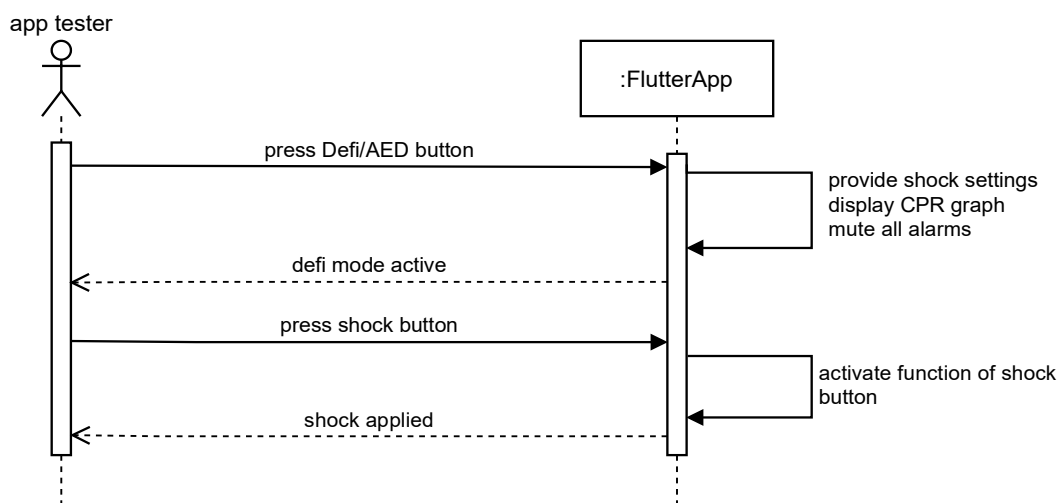 app tester
:FlutterApp
press Defi/AED button
provide shock settings
display CPR graph
mute all alarms
defi mode active
press shock button
activate function of shock
button
shock applied